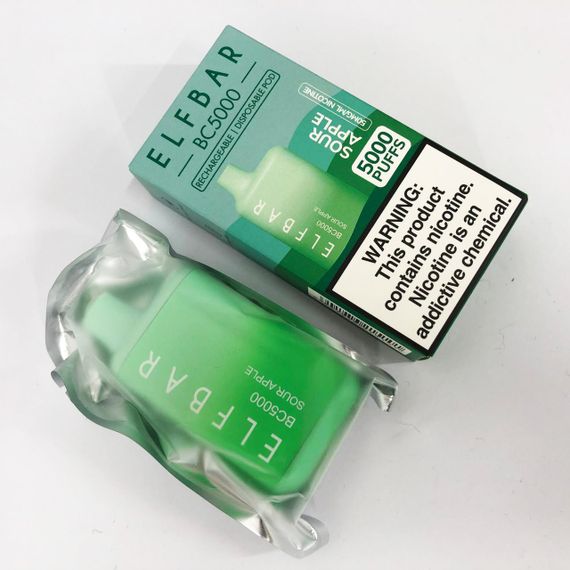 ELFBAR
BC5000
RECHARGEABLE | DISPOSABLE POD
50MG/ML NICOTINE
SOUR
APPLE
5000
PUFFS
ELFBAR
BC5000
SOUR APPLE
WARNING:
This product
contains nicotine.
Nicotine is an
addictive chemical.
ELFBAR
BC5000
SOUR APPLE